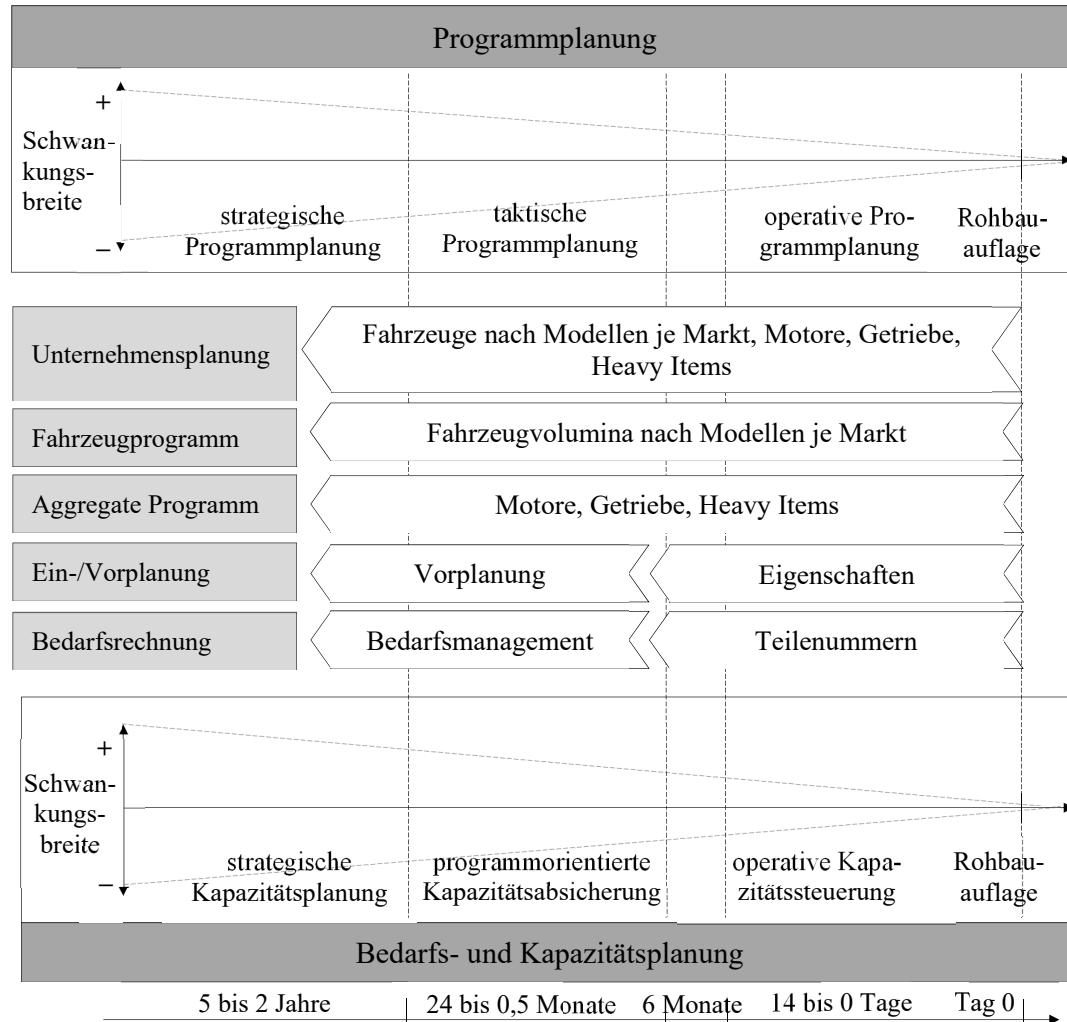 Programmplanung
+
Schwan-
kungs-
breite
−
strategische
Programmplanung
taktische
Programmplanung
operative Pro-
grammplanung
Rohbau-
auflage
Unternehmensplanung
Fahrzeuge nach Modellen je Markt, Motore, Getriebe,
Heavy Items
Fahrzeugprogramm
Fahrzeugvolumina nach Modellen je Markt
Aggregate Programm
Motore, Getriebe, Heavy Items
Ein-/Vorplanung
Vorplanung
Eigenschaften
Bedarfsrechnung
Bedarfsmanagement
Teilenummern
+
Schwan-
kungs-
breite
−
strategische
Kapazitätsplanung
programmorientierte
Kapazitätsabsicherung
operative Kapa-
zitätssteuerung
Rohbau-
auflage
Bedarfs- und Kapazitätsplanung
5 bis 2 Jahre
24 bis 0,5 Monate
6 Monate
14 bis 0 Tage
Tag 0